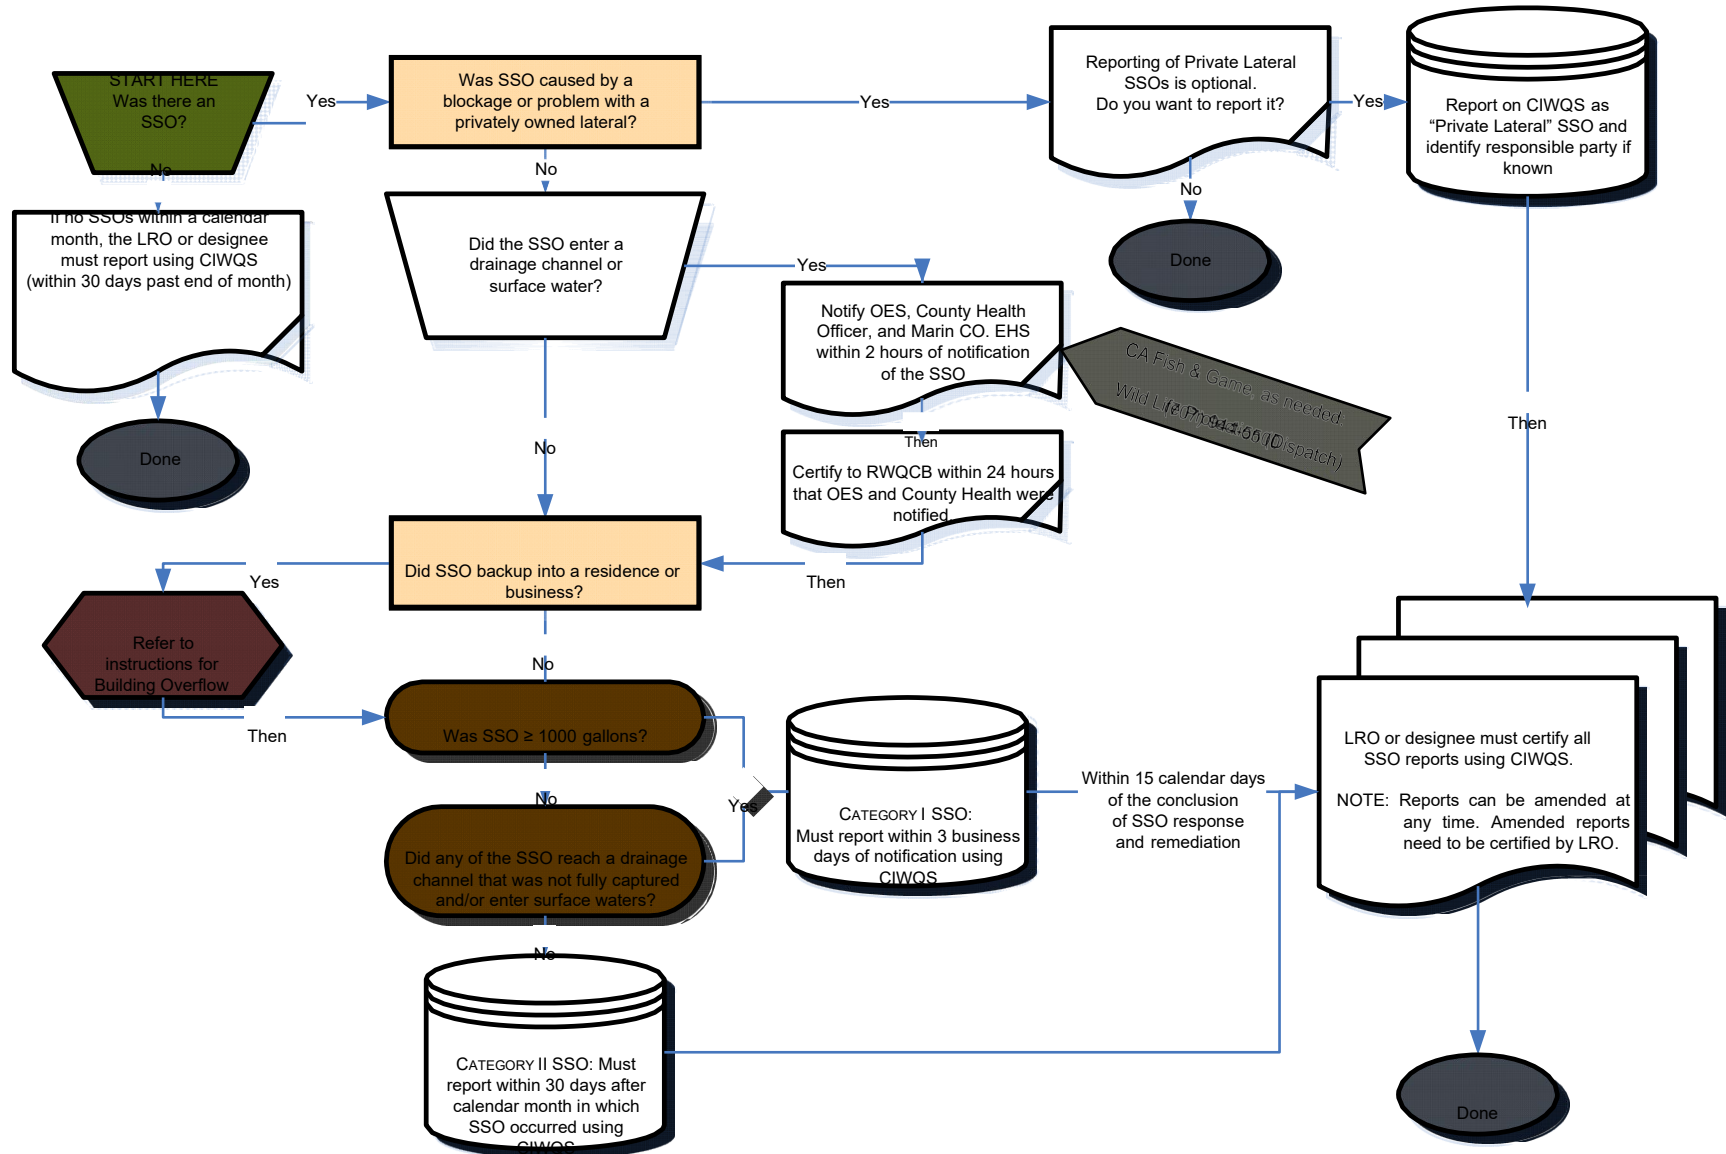 START HERE
Was there an
SSO?
Yes
No
If no SSOs within a calendar
month, the LRO or designee
must report using CIWQS
(within 30 days past end of month)
Done
Was SSO caused by a
blockage or problem with a
privately owned lateral?
Yes
No
Reporting of Private Lateral
SSOs is optional.
Do you want to report it?
Yes
No
Done
Report on CIWQS as
“Private Lateral” SSO and
identify responsible party if
known
Then
Did the SSO enter a
drainage channel or
surface water?
Yes
No
Notify OES, County Health
Officer, and Marin CO. EHS
within 2 hours of notification
of the SSO
CA Fish & Game, as needed:
Wild Life Dispatch)
Then
Certify to RWQCB within 24 hours
that OES and County Health were
notified
Then
Did SSO backup into a residence or
business?
Yes
No
Refer to
instructions for
Building Overflow
Then
Was SSO ≥ 1000 gallons?
No
Yes
Did any of the SSO reach a drainage
channel that was not fully captured
and/or enter surface waters?
No
CATEGORY I SSO:
Must report within 3 business
days of notification using
CIWQS
Within 15 calendar days
of the conclusion
of SSO response
and remediation
CATEGORY II SSO: Must
report within 30 days after
calendar month in which
SSO occurred using
CIWQS
LRO or designee must certify all
SSO reports using CIWQS.
NOTE: Reports can be amended at
any time. Amended reports
need to be certified by LRO.
Done